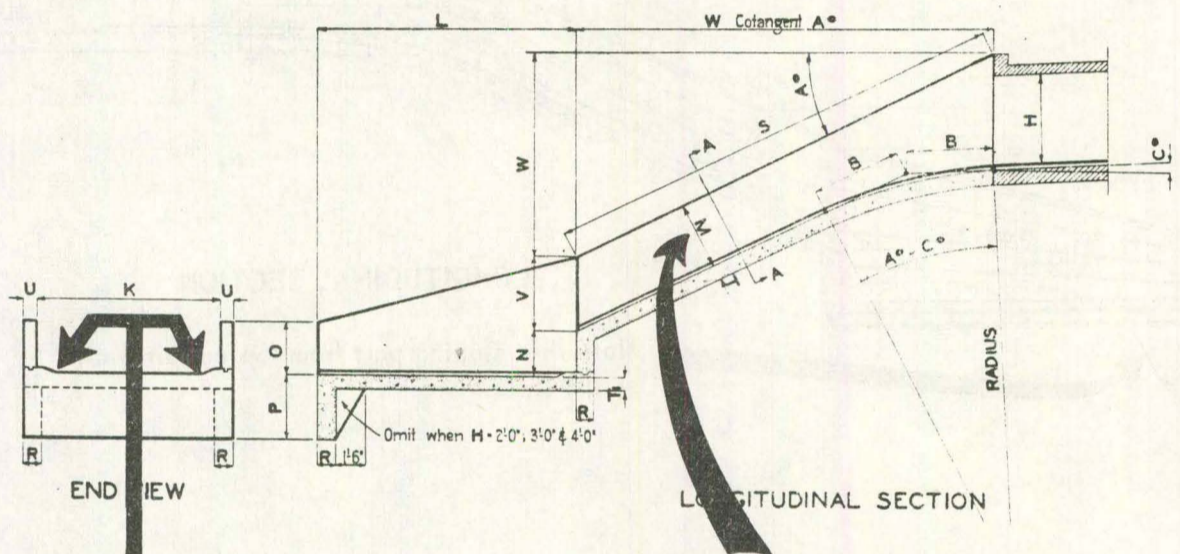 L
W Cotangent A°
A°
S
A
W
H
B
B
C°
M
A
A°-C°
V
U
K
U
O
N
F
F
RADIUS
P
R
Omit when H = 2'-0", 3'-0" & 4'-0"
R
R
R
1'-6"
END VIEW
LONGITUDINAL SECTION